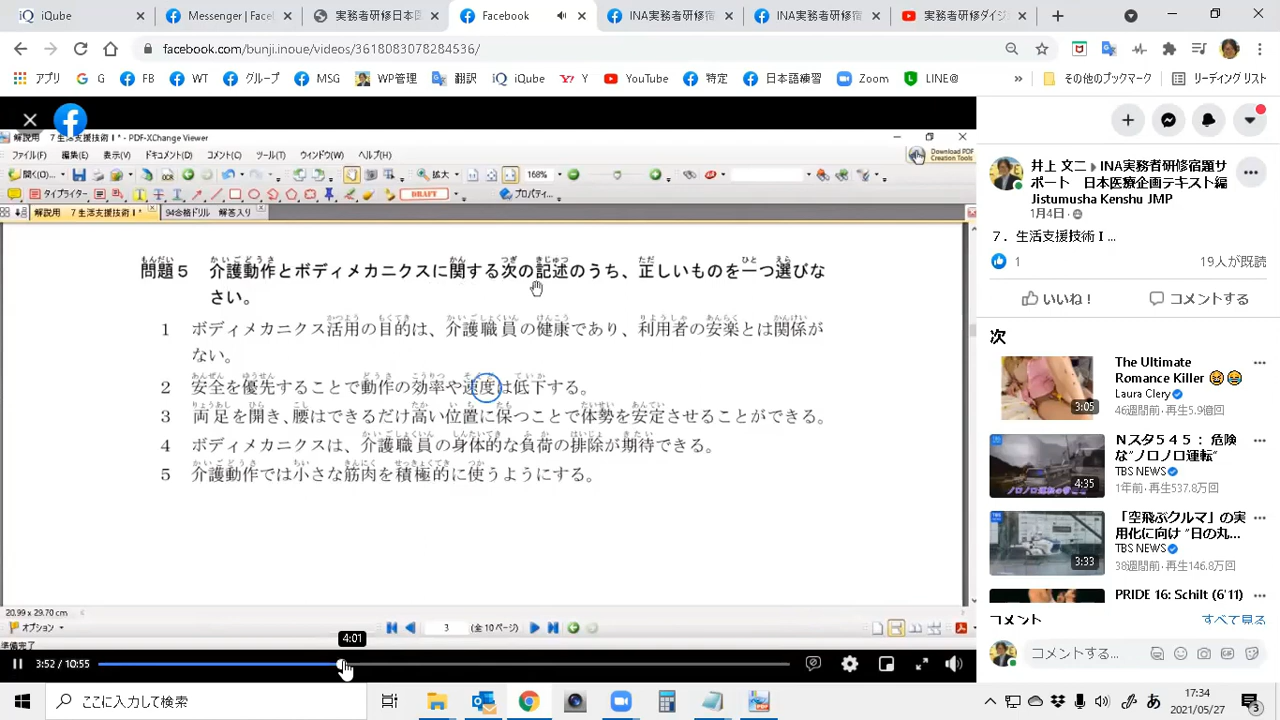 iQube
Messenger | Face
実務者研修日本国
Facebook
INA実務者研修宿
INA実務者研修宿
実務者研修ダイジ
facebook.com/bunji.inoue/videos/3618083078284536/
アプリ
G
FB
WT
グループ
MSG
WP管理
翻訳
iQube
Y
YouTube
特定
日本語練習
Zoom
LINE@
その他のブックマーク
リーディング リスト
解説用 7 生活支援技術Ⅰ* - PDF-XChange Viewer
ファイル(F)
編集(E)
表示(V)
ドキュメント(D)
コメント(C)
ツール(T)
ウィンドウ(W)
ヘルプ(H)
Download PDF
Creation Tools
開く(O)...
拡大
168%
タイプライター
DRAFT
プロパティ...
解説用 7 生活支援技術Ⅰ*
94合格ドリル 解答入り
問題5 介護動作とボディメカニクスに関する次の記述のうち、正しいものを一つ選びな
さい。
1 ボディメカニクス活用の目的は、介護職員の健康であり、利用者の安楽とは関係が
ない。
2 安全を優先することで動作の効率や速度は低下する。
3 両足を開き、腰はできるだけ高い位置に保つことで体勢を安定させることができる。
4 ボディメカニクスは、介護職員の身体的な負荷の排除が期待できる。
5 介護動作では小さな筋肉を積極的に使うようにする。
20.99 x 29.70 cm
オプション
3
(全 10ページ)
準備完了
4:01
3:52 / 10:55
井上 文二 ▸ INA実務者研修宿題サ
ポート 日本医療企画テキスト編
Jistumusha Kenshu JMP
1月4日
7．生活支援技術Ⅰ...
1
19人が既読
いいね！
コメントする
次
The Ultimate
Romance Killer
Laura Clery
46週間前・再生5.9億回
3:05
Nスタ545： 危険
な"ノロノロ運転"
TBS NEWS
1年前・再生537.8万回
ノロノロ運転の
4:35
「空飛ぶクルマ」の実
用化に向け "日の丸...
TBS NEWS
38週間前・再生146.8万回
3:33
PRIDE 16: Schilt (6'11)
コメント
すべて見る
コメントする...
ここに入力して検索
あ
17:34
2021/05/27
3